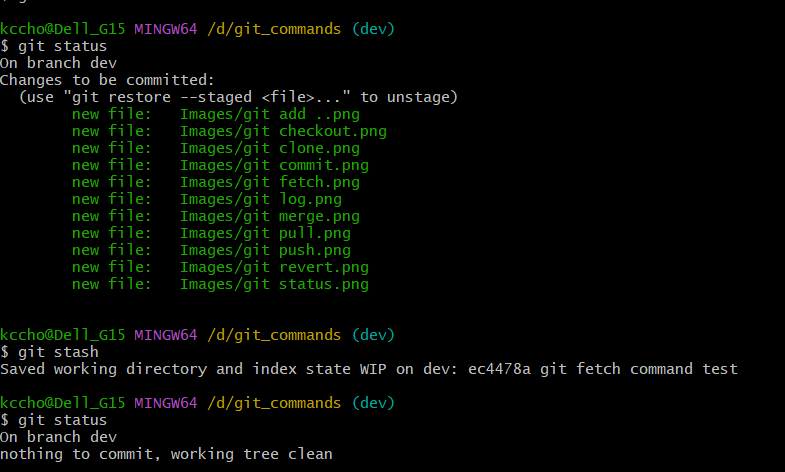 kccho@Dell_G15 MINGW64 /d/git_commands (dev)
$ git status
On branch dev
Changes to be committed:
  (use "git restore --staged <file>..." to unstage)
        new file:   Images/git add ..png
        new file:   Images/git checkout.png
        new file:   Images/git clone.png
        new file:   Images/git commit.png
        new file:   Images/git fetch.png
        new file:   Images/git log.png
        new file:   Images/git merge.png
        new file:   Images/git pull.png
        new file:   Images/git push.png
        new file:   Images/git revert.png
        new file:   Images/git status.png
kccho@Dell_G15 MINGW64 /d/git_commands (dev)
$ git stash
Saved working directory and index state WIP on dev: ec4478a git fetch command test
kccho@Dell_G15 MINGW64 /d/git_commands (dev)
$ git status
On branch dev
nothing to commit, working tree clean